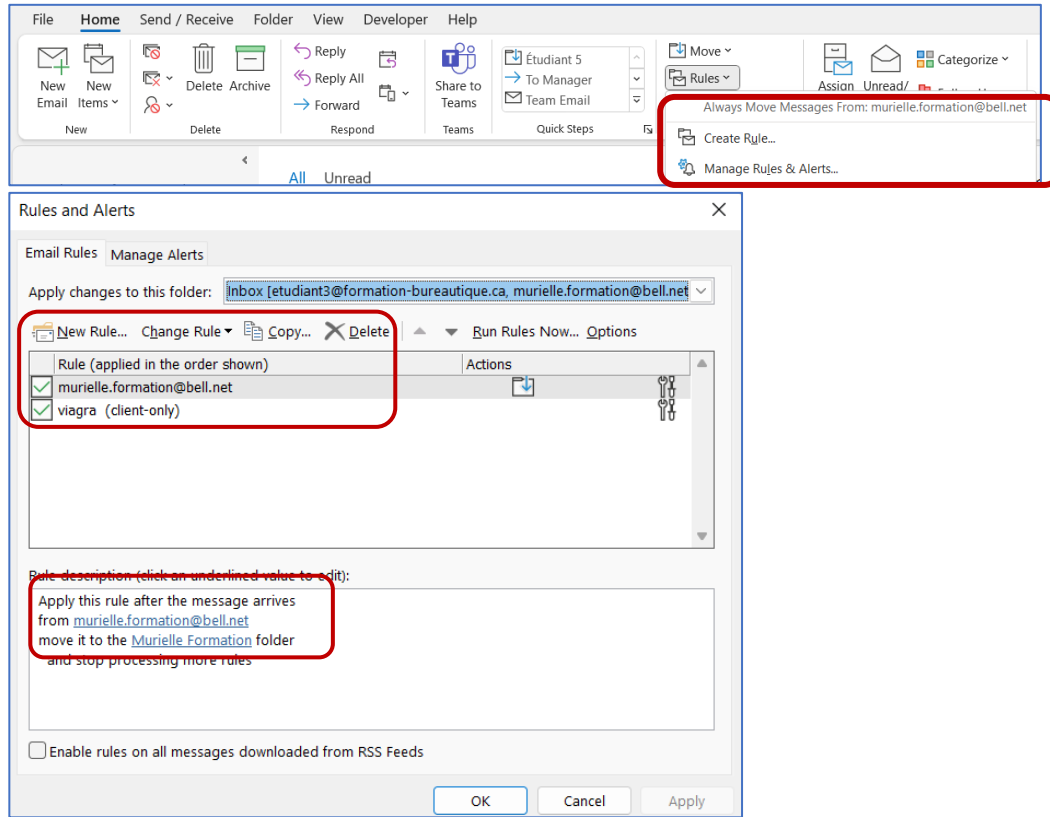 File Home Send / Receive Folder View Developer Help
New Email
New Items
Delete
Archive
Reply
Reply All
Forward
Share to Teams
Étudiant 5
To Manager
Team Email
Move
Rules
Assign
Unread/
Categorize
Always Move Messages From: murielle.formation@bell.net
Create Rule...
Manage Rules & Alerts...
New
Delete
Respond
Teams
Quick Steps
All Unread
Rules and Alerts
Email Rules Manage Alerts
Apply changes to this folder: Inbox [etudiant3@formation-bureautique.ca, murielle.formation@bell.net
New Rule... Change Rule Copy... Delete Run Rules Now... Options
Rule (applied in the order shown) Actions
murielle.formation@bell.net
viagra (client-only)
Rule description (click an underlined value to edit):
Apply this rule after the message arrives
from murielle.formation@bell.net
move it to the Murielle Formation folder
and stop processing more rules
Enable rules on all messages downloaded from RSS Feeds
OK Cancel Apply